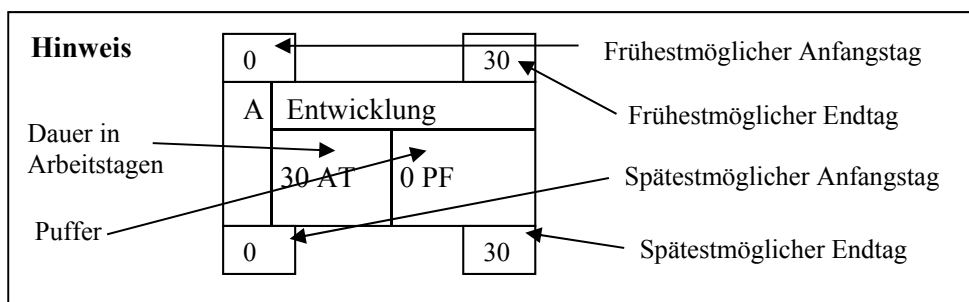 Hinweis
0
30
A
Entwicklung
30 AT
0 PF
0
30
Dauer in
Arbeitstagen
Puffer
Frühestmöglicher Anfangstag
Frühestmöglicher Endtag
Spätestmöglicher Anfangstag
Spätestmöglicher Endtag